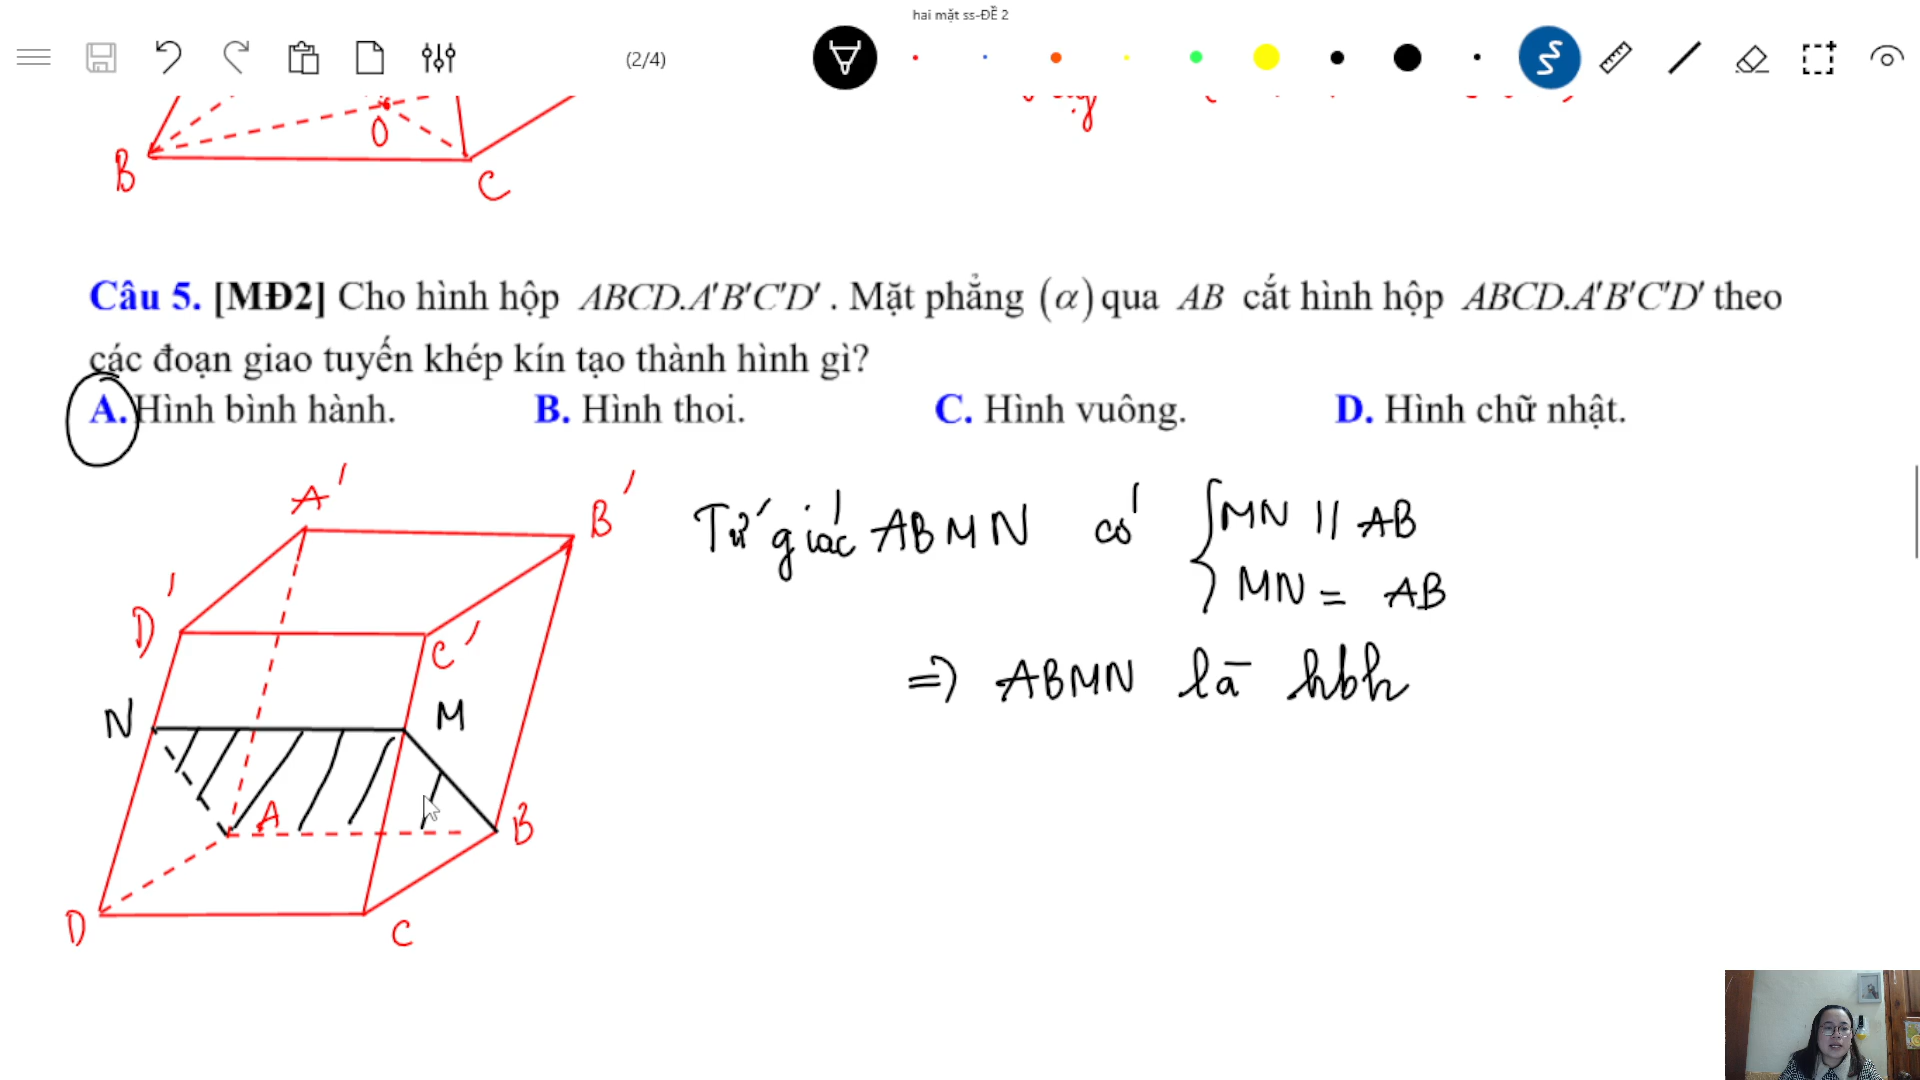 hai mặt ss-ĐỀ 2
(2/4)
O
B
C
Câu 5. [MĐ2] Cho hình hộp ABCD.A'B'C'D'. Mặt phẳng (α) qua AB cắt hình hộp ABCD.A'B'C'D' theo
các đoạn giao tuyến khép kín tạo thành hình gì?
A. Hình bình hành. B. Hình thoi. C. Hình vuông. D. Hình chữ nhật.
A'
B'
Tứ giác ABMN có { MN // AB
MN = AB
D'
C'
=> ABMN là hbh
N
M
A
B
D
C